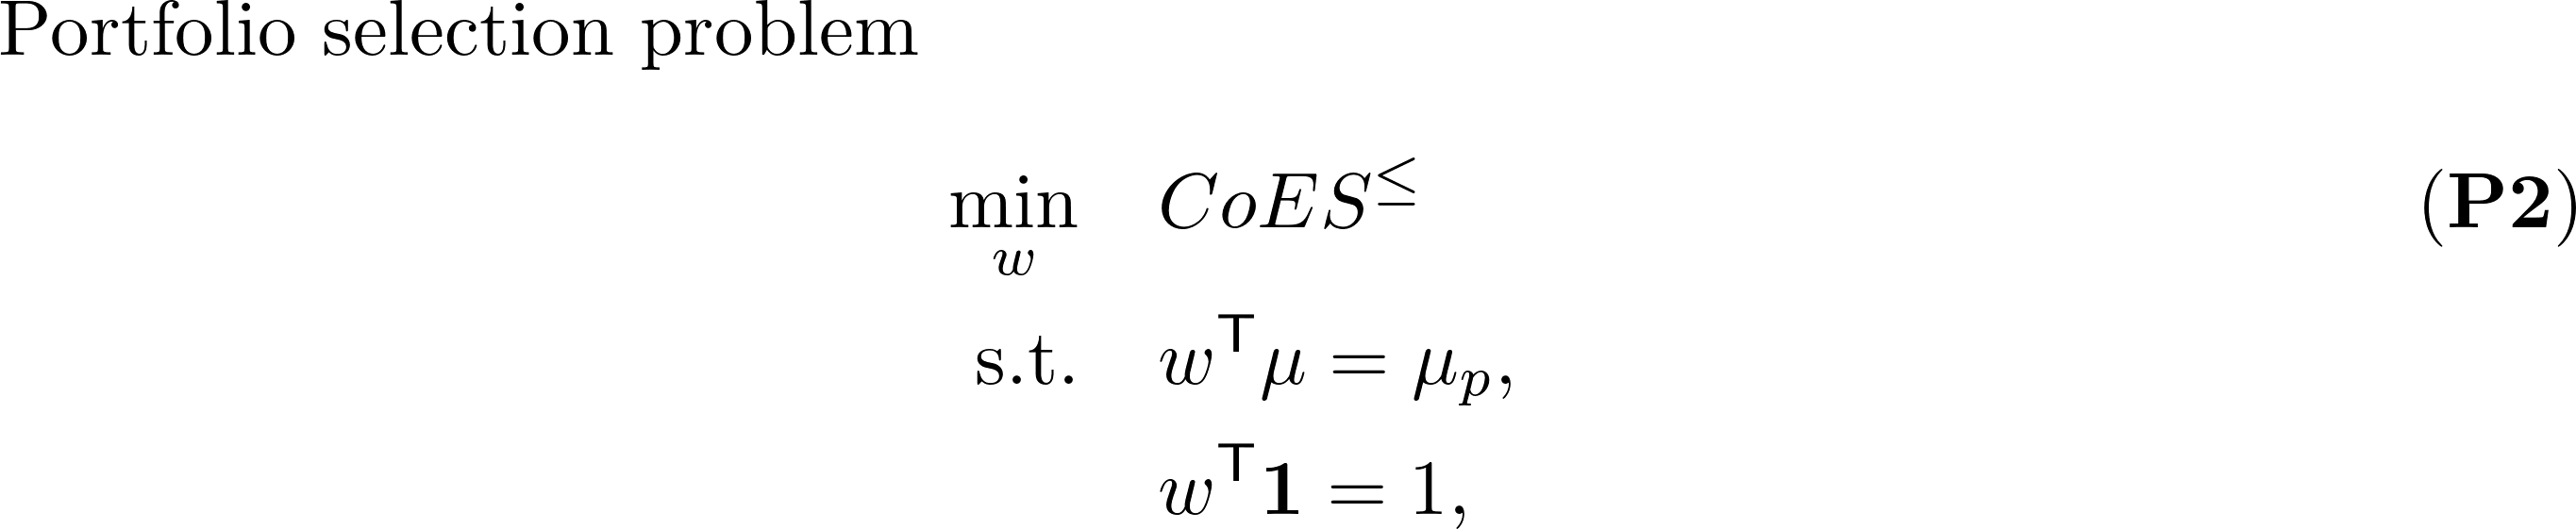 Portfolio selection problem
min_w CoES^≤ (P2)
s.t. w^⊤ μ = μ_p,
w^⊤ 1 = 1,